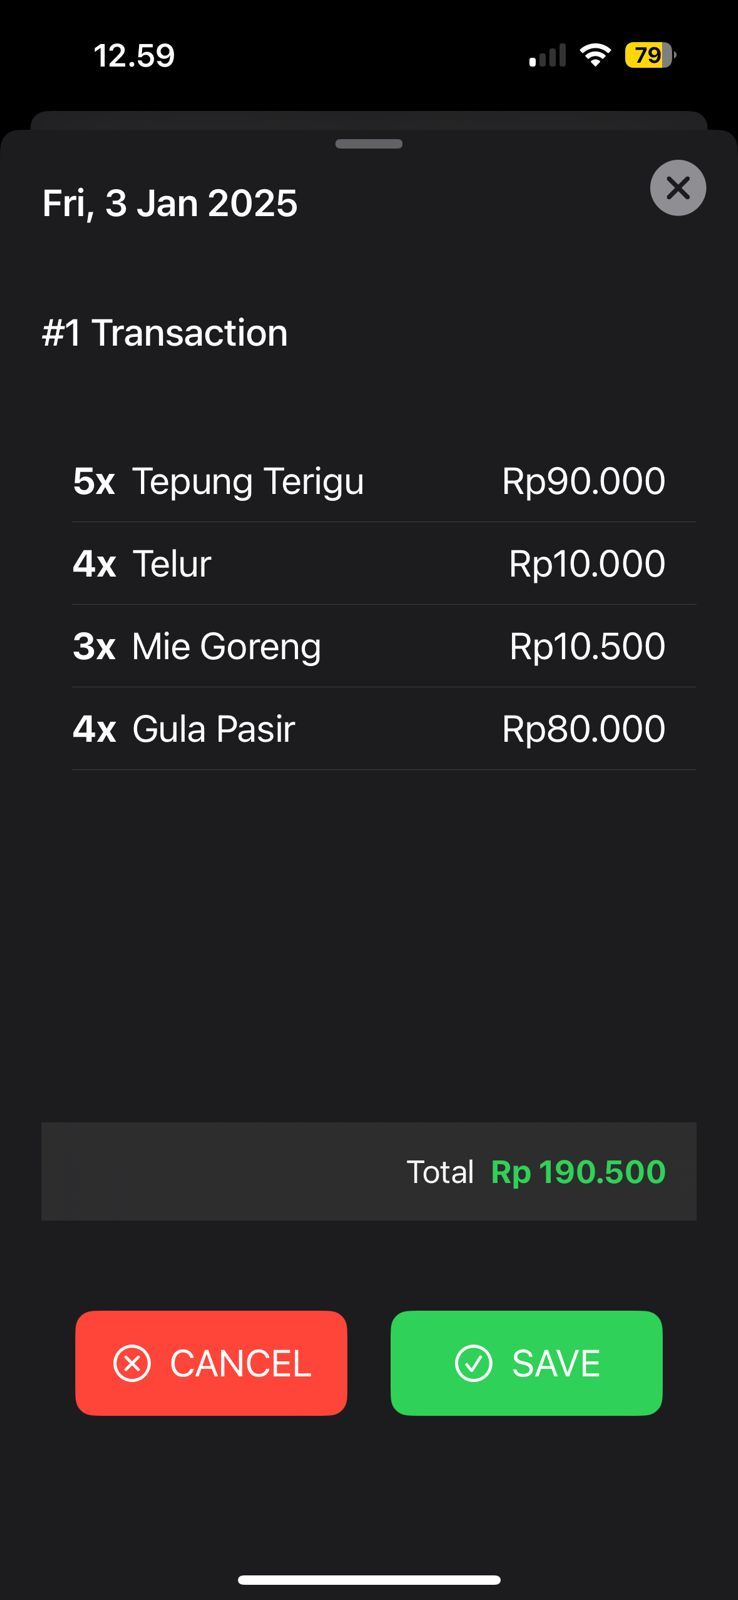 12.59
79
Fri, 3 Jan 2025
#1 Transaction
5x Tepung Terigu Rp90.000
4x Telur Rp10.000
3x Mie Goreng Rp10.500
4x Gula Pasir Rp80.000
Total Rp 190.500
CANCEL SAVE